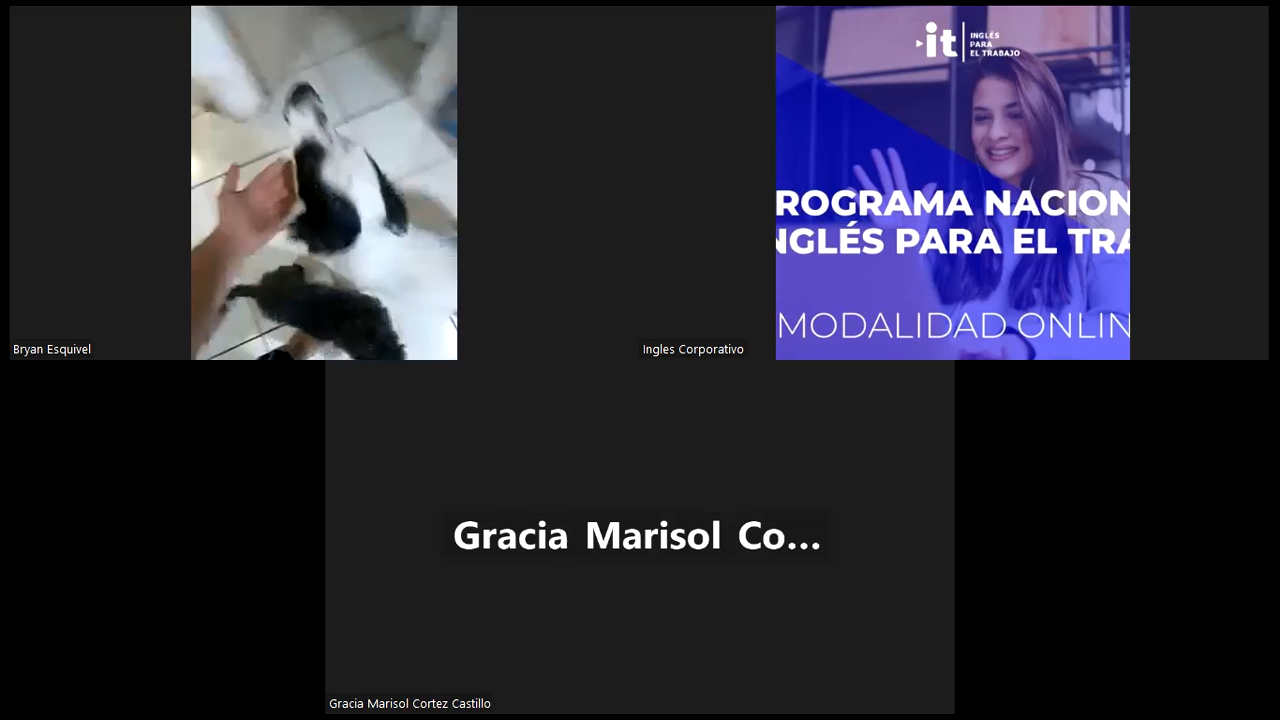 it
INGLÉS
PARA
EL TRABAJO
ROGRAMA NACION
NGLÉS PARA EL TRA
MODALIDAD ONLIN
Bryan Esquivel
Ingles Corporativo
Gracia Marisol Co...
Gracia Marisol Cortez Castillo